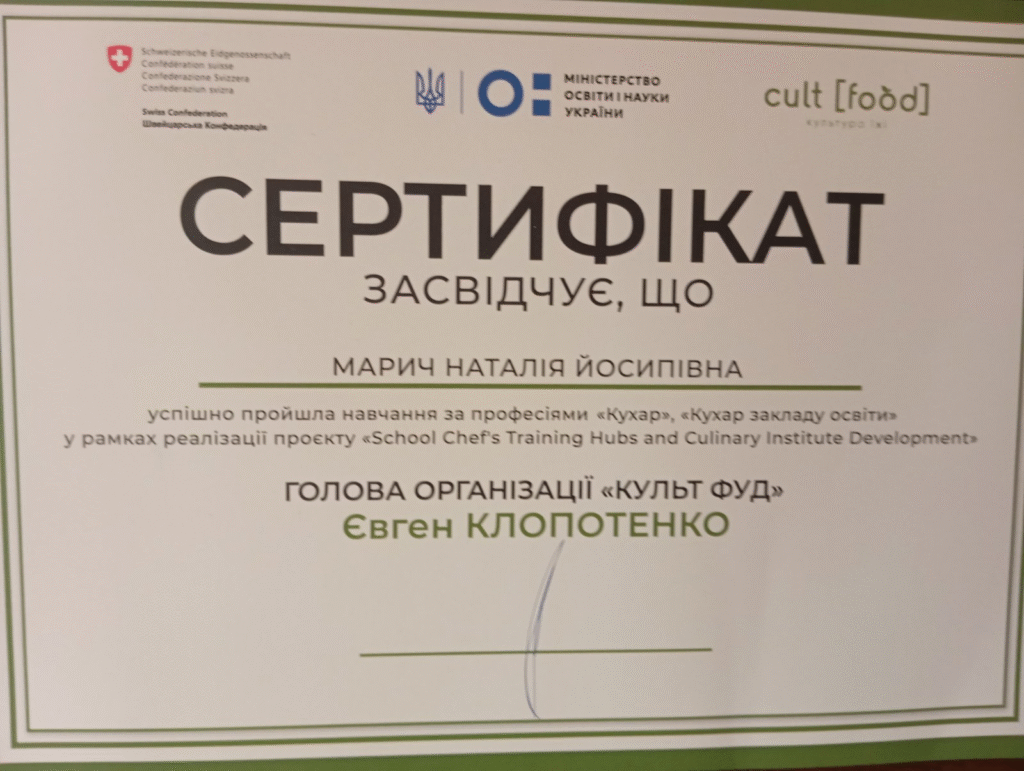 Schweizerische Eidgenossenschaft
Confédération suisse
Confederazione Svizzera
Confederaziun svizra
Swiss Confederation
Швейцарська Конфедерація
МІНІСТЕРСТВО
ОСВІТИ І НАУКИ
УКРАЇНИ
cult [food]
культура їжі
СЕРТИФІКАТ
ЗАСВІДЧУЄ, ЩО
МАРИЧ НАТАЛІЯ ЙОСИПІВНА
успішно пройшла навчання за професіями «Кухар», «Кухар закладу освіти»
у рамках реалізації проєкту «School Chef's Training Hubs and Culinary Institute Development»
ГОЛОВА ОРГАНІЗАЦІЇ «КУЛЬТ ФУД»
Євген КЛОПОТЕНКО